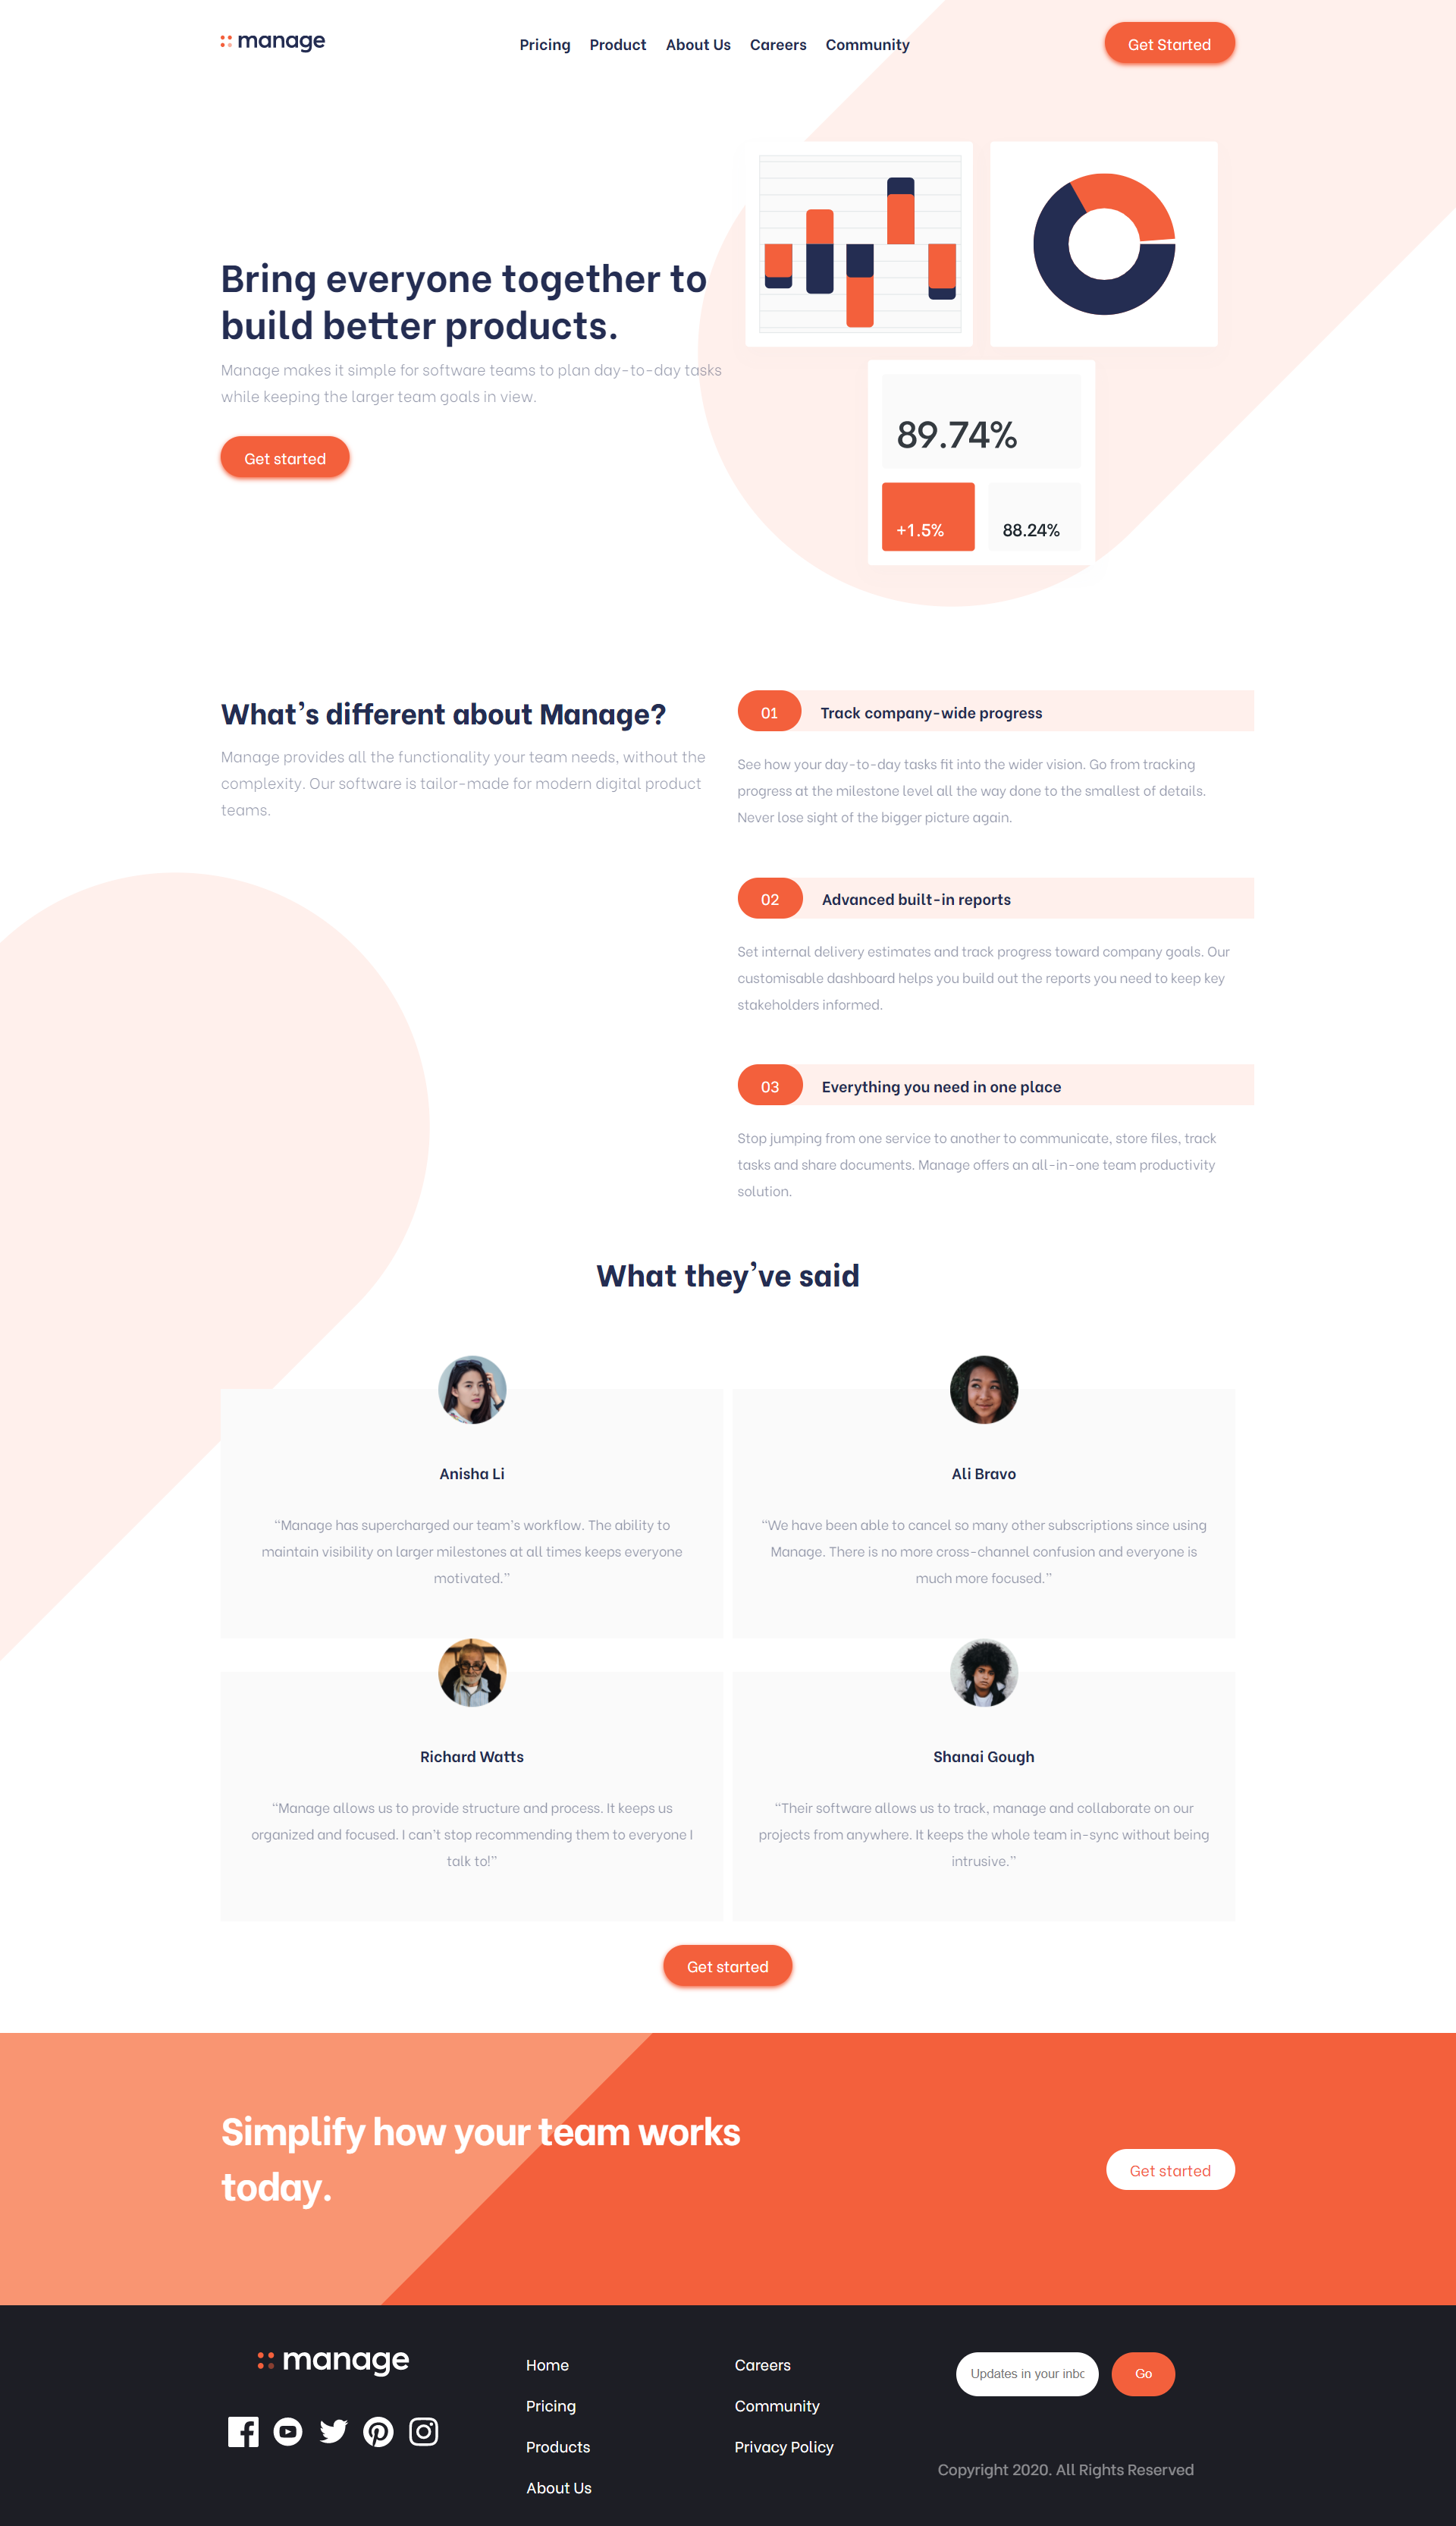 manage
Pricing Product About Us Careers Community
Get Started
Bring everyone together to
build better products.
Manage makes it simple for software teams to plan day-to-day tasks
while keeping the larger team goals in view.
Get started
89.74%
+1.5%
88.24%
What's different about Manage?
Manage provides all the functionality your team needs, without the
complexity. Our software is tailor-made for modern digital product
teams.
01
Track company-wide progress
See how your day-to-day tasks fit into the wider vision. Go from tracking
progress at the milestone level all the way done to the smallest of details.
Never lose sight of the bigger picture again.
02
Advanced built-in reports
Set internal delivery estimates and track progress toward company goals. Our
customisable dashboard helps you build out the reports you need to keep key
stakeholders informed.
03
Everything you need in one place
Stop jumping from one service to another to communicate, store files, track
tasks and share documents. Manage offers an all-in-one team productivity
solution.
What they've said
Anisha Li
“Manage has supercharged our team's workflow. The ability to
maintain visibility on larger milestones at all times keeps everyone
motivated.”
Ali Bravo
“We have been able to cancel so many other subscriptions since using
Manage. There is no more cross-channel confusion and everyone is
much more focused.”
Richard Watts
“Manage allows us to provide structure and process. It keeps us
organized and focused. I can't stop recommending them to everyone I
talk to!”
Shanai Gough
“Their software allows us to track, manage and collaborate on our
projects from anywhere. It keeps the whole team in-sync without being
intrusive.”
Get started
Simplify how your team works
today.
Get started
manage
Home
Pricing
Products
About Us
Careers
Community
Privacy Policy
Updates in your inbc
Go
Copyright 2020. All Rights Reserved